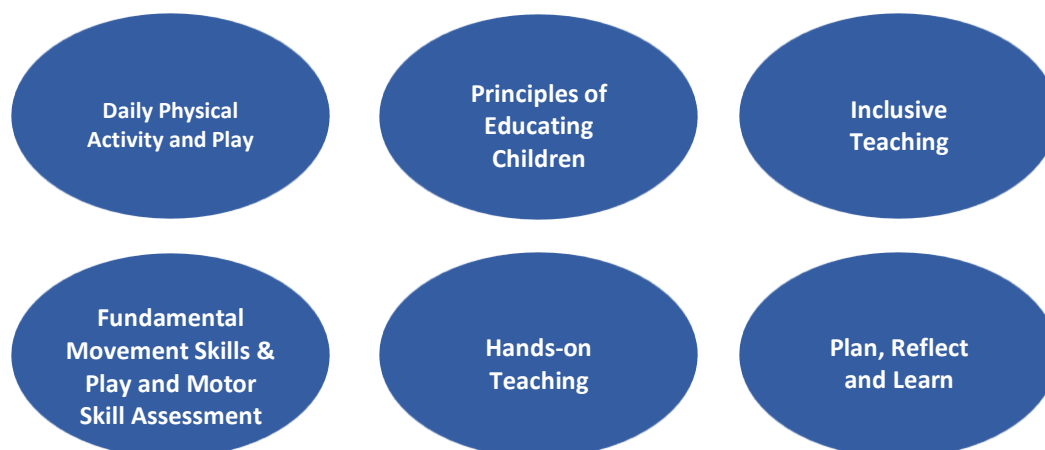 Daily Physical
Activity and Play
Principles of
Educating
Children
Inclusive
Teaching
Fundamental
Movement Skills &
Play and Motor
Skill Assessment
Hands-on
Teaching
Plan, Reflect
and Learn